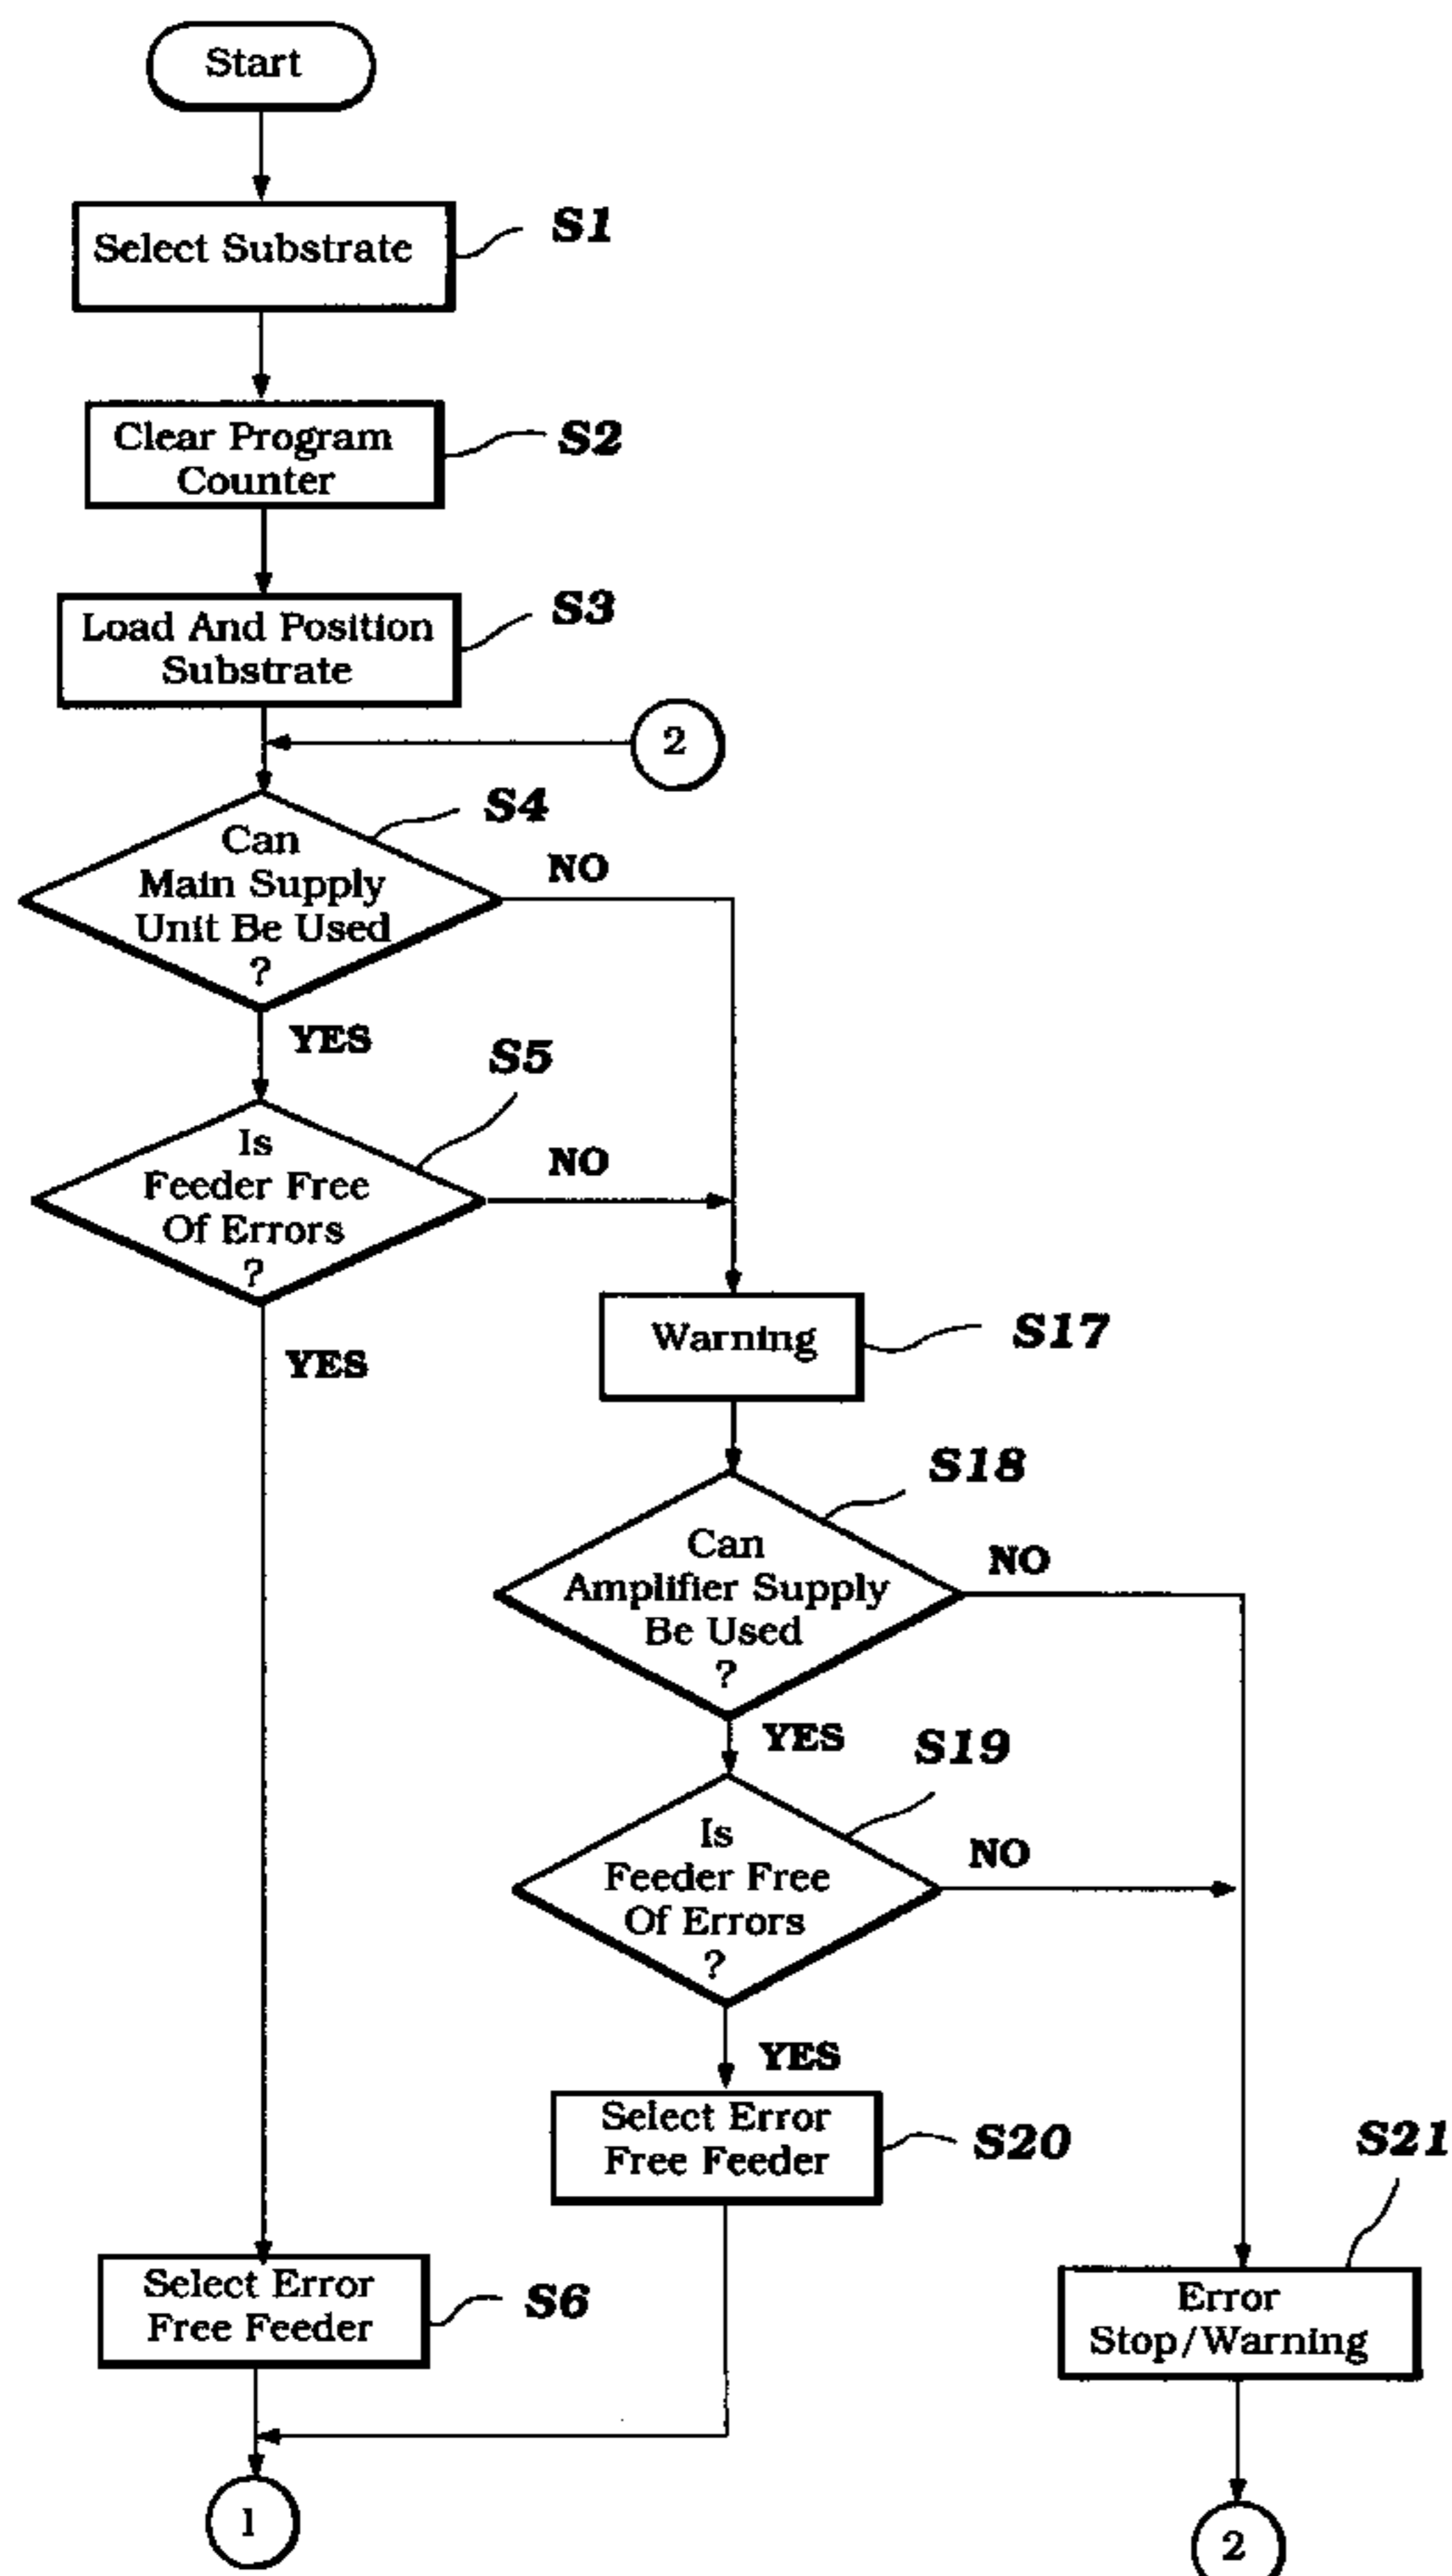 Start
Select Substrate
S1
Clear Program
Counter
S2
Load And Position
Substrate
S3
2
Can
Main Supply
Unit Be Used
?
S4
NO
YES
Is
Feeder Free
Of Errors
?
S5
NO
YES
Warning
S17
Can
Amplifier Supply
Be Used
?
S18
NO
YES
Is
Feeder Free
Of Errors
?
S19
NO
YES
Select Error
Free Feeder
S20
Select Error
Free Feeder
S6
Error
Stop/Warning
S21
1
2